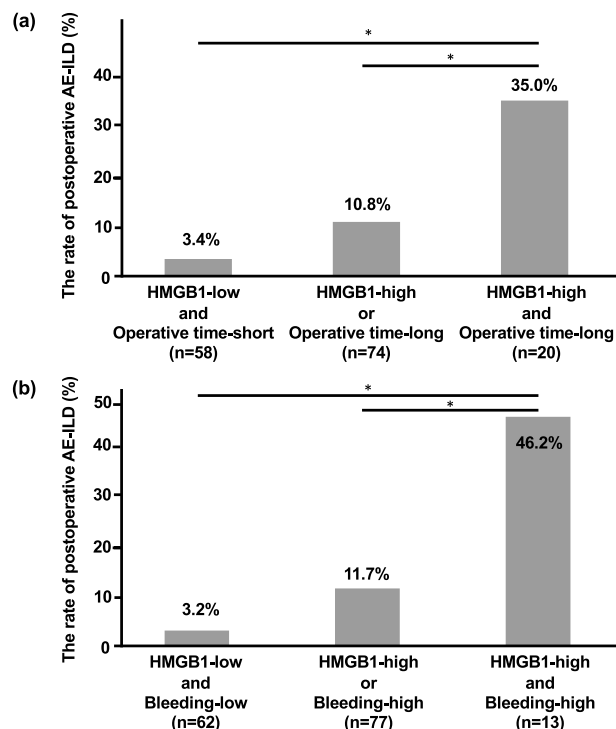 (a)
The rate of postoperative AE-ILD (%)
40
30
20
10
0
*
*
3.4%
10.8%
35.0%
HMGB1-low
and
Operative time-short
(n=58)
HMGB1-high
or
Operative time-long
(n=74)
HMGB1-high
and
Operative time-long
(n=20)
(b)
The rate of postoperative AE-ILD (%)
50
40
30
20
10
0
*
*
3.2%
11.7%
46.2%
HMGB1-low
and
Bleeding-low
(n=62)
HMGB1-high
or
Bleeding-high
(n=77)
HMGB1-high
and
Bleeding-high
(n=13)